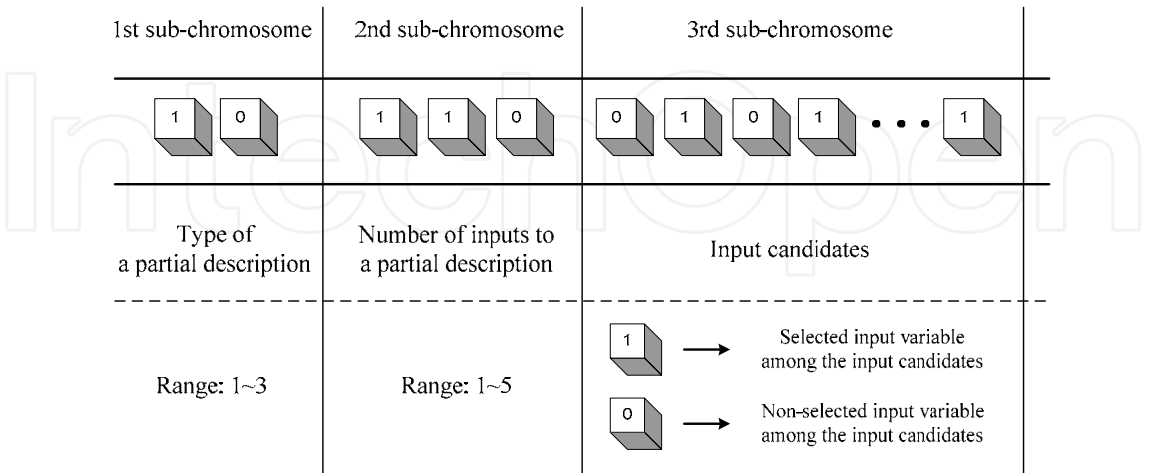 1st sub-chromosome 2nd sub-chromosome 3rd sub-chromosome
1 0 1 1 0 0 1 0 1 • • • 1
Type of
a partial description
Number of inputs to
a partial description
Input candidates
Range: 1~3
Range: 1~5
1
Selected input variable
among the input candidates
0
Non-selected input variable
among the input candidates
IntechOpen